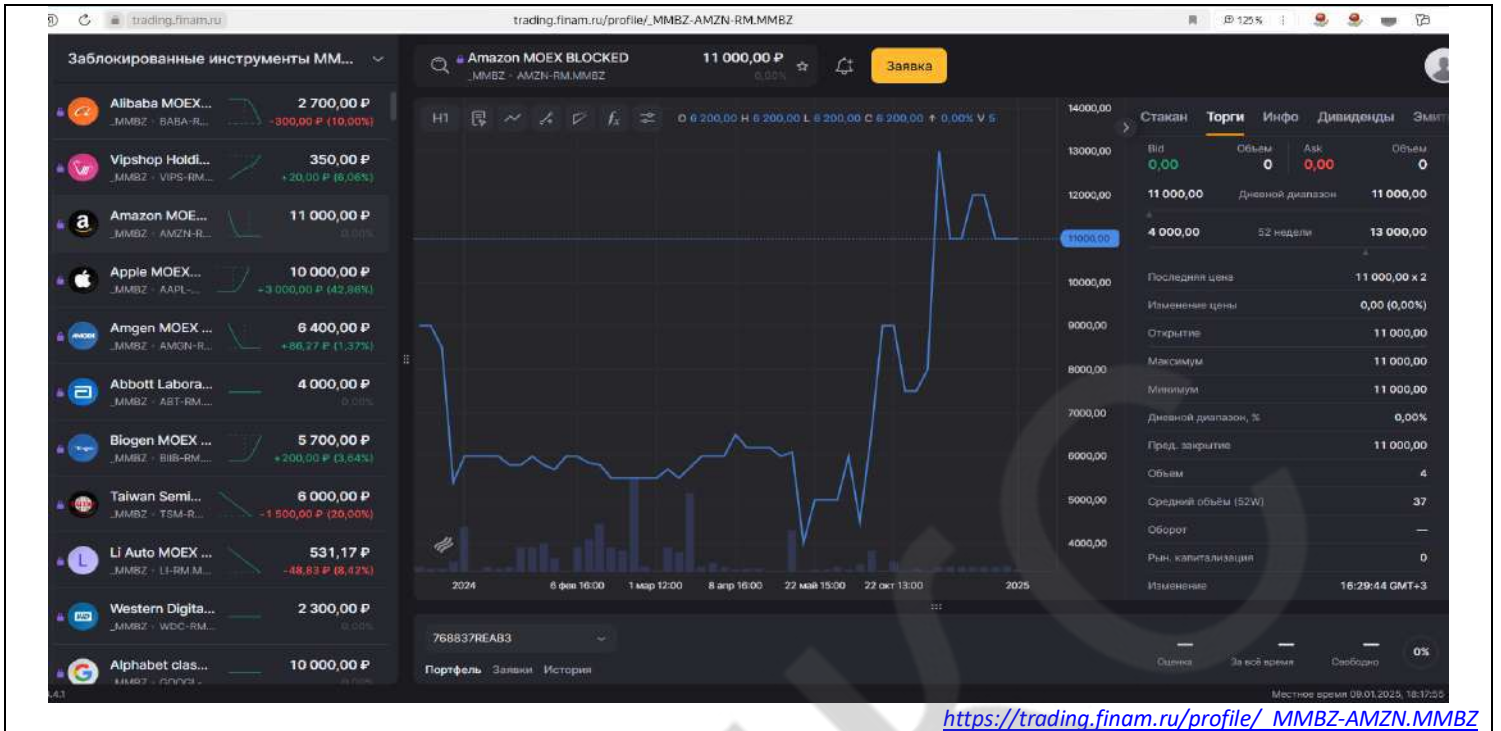 trading.finam.ru
trading.finam.ru/profile/_MMBZ-AMZN-RM.MMBZ
125 %
Заблокированные инструменты ММ...
Alibaba MOEX...
2 700,00 ₽
_MMBZ · BABA-R...
-300,00 ₽ (10,00%)
Vipshop Holdi...
350,00 ₽
_MMBZ · VIPS-RM...
+20,00 ₽ (6,06%)
Amazon MOE...
11 000,00 ₽
_MMBZ · AMZN-R...
0,00%
Apple MOEX...
10 000,00 ₽
_MMBZ · AAPL-...
+3 000,00 ₽ (42,86%)
Amgen MOEX ...
6 400,00 ₽
_MMBZ · AMGN-R...
+86,27 ₽ (1,37%)
Abbott Labora...
4 000,00 ₽
_MMBZ · ABT-RM....
0,00%
Biogen MOEX ...
5 700,00 ₽
_MMBZ · BIIB-RM....
+200,00 ₽ (3,64%)
Taiwan Semi...
6 000,00 ₽
_MMBZ · TSM-R...
-1 500,00 ₽ (20,00%)
Li Auto MOEX ...
531,17 ₽
_MMBZ · LI-RM.M...
-48,83 ₽ (8,42%)
Western Digita...
2 300,00 ₽
_MMBZ · WDC-RM...
0,00%
Alphabet clas...
10 000,00 ₽
Amazon MOEX BLOCKED
11 000,00 ₽
_MMBZ · AMZN-RM.MMBZ
0,00%
Заявка
H1
O 6 200,00 H 6 200,00 L 6 200,00 C 6 200,00 0,00% V 5
14000,00
13000,00
12000,00
11000,00
10000,00
9000,00
8000,00
7000,00
6000,00
5000,00
4000,00
2024
6 фев 16:00
1 мар 12:00
8 апр 16:00
22 май 15:00
22 окт 13:00
2025
768837REAB3
Портфель Заявки История
Стакан Торги Инфо Дивиденды Эмит
Bid Объем Ask Объем
0,00 0 0,00 0
11 000,00 Дневной диапазон 11 000,00
4 000,00 52 недели 13 000,00
Последняя цена 11 000,00 x 2
Изменение цены 0,00 (0,00%)
Открытие 11 000,00
Максимум 11 000,00
Минимум 11 000,00
Дневной диапазон, % 0,00%
Пред. закрытие 11 000,00
Объем 4
Средний объём (52W) 37
Оборот —
Рын. капитализация 0
Изменение 16:29:44 GMT+3
Оценка За всё время Свободно
0%
Местное время 09.01.2025, 18:17:55
https://trading.finam.ru/profile/_MMBZ-AMZN.MMBZ